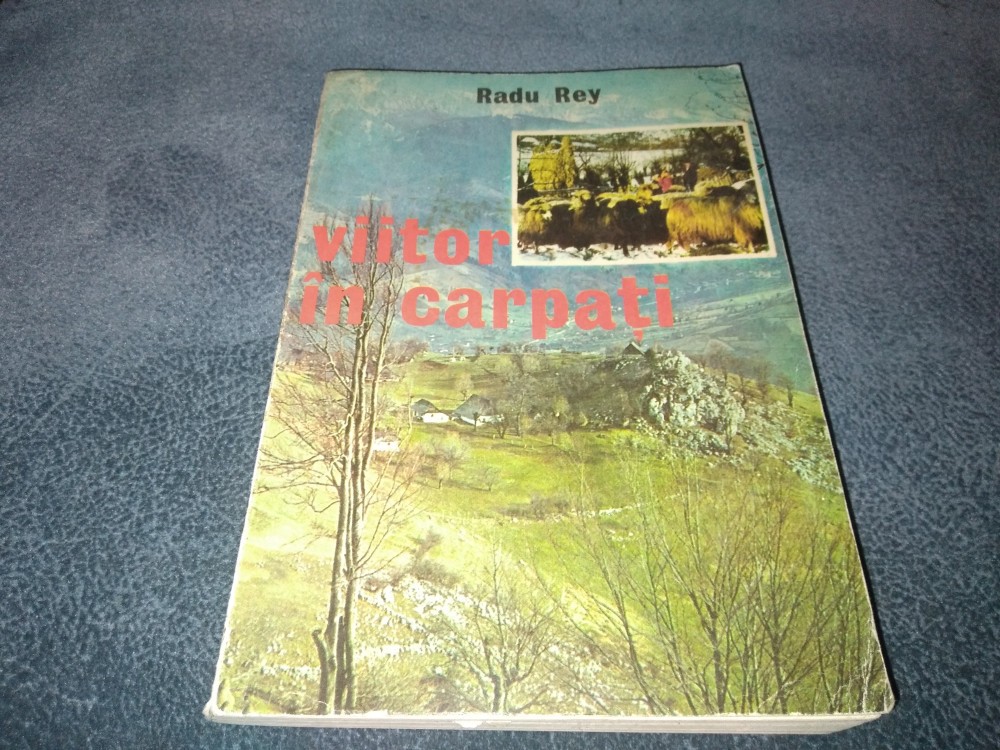 Radu Rey
viitor
în carpați